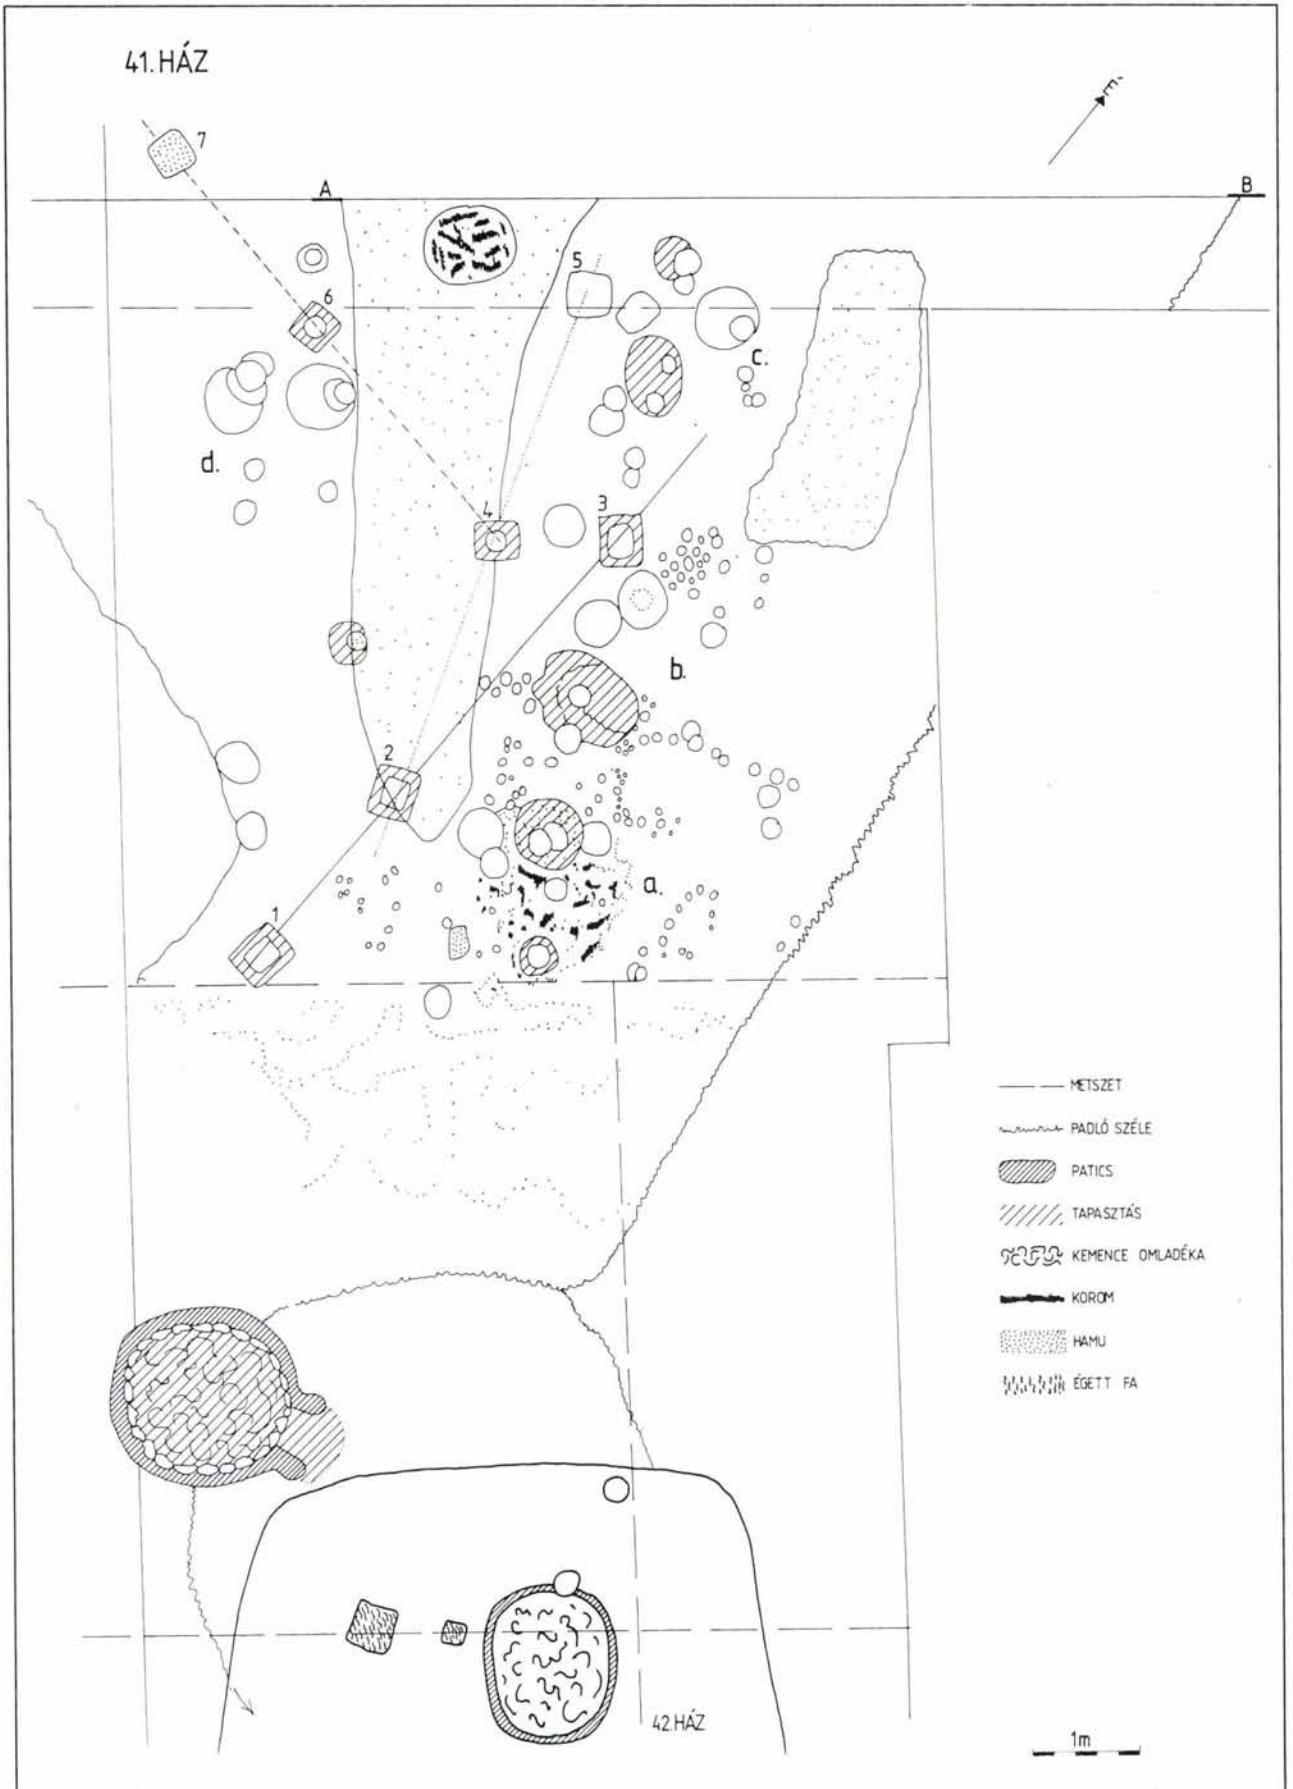 41.HÁZ
É
7
A
B
5
6
c.
d.
4
3
b.
2
a.
1
METSZET
PADLÓ SZÉLE
PATICS
TAPASZTÁS
KEMENCE OMLADÉKA
KOROM
HAMU
ÉGETT FA
42.HÁZ
1m